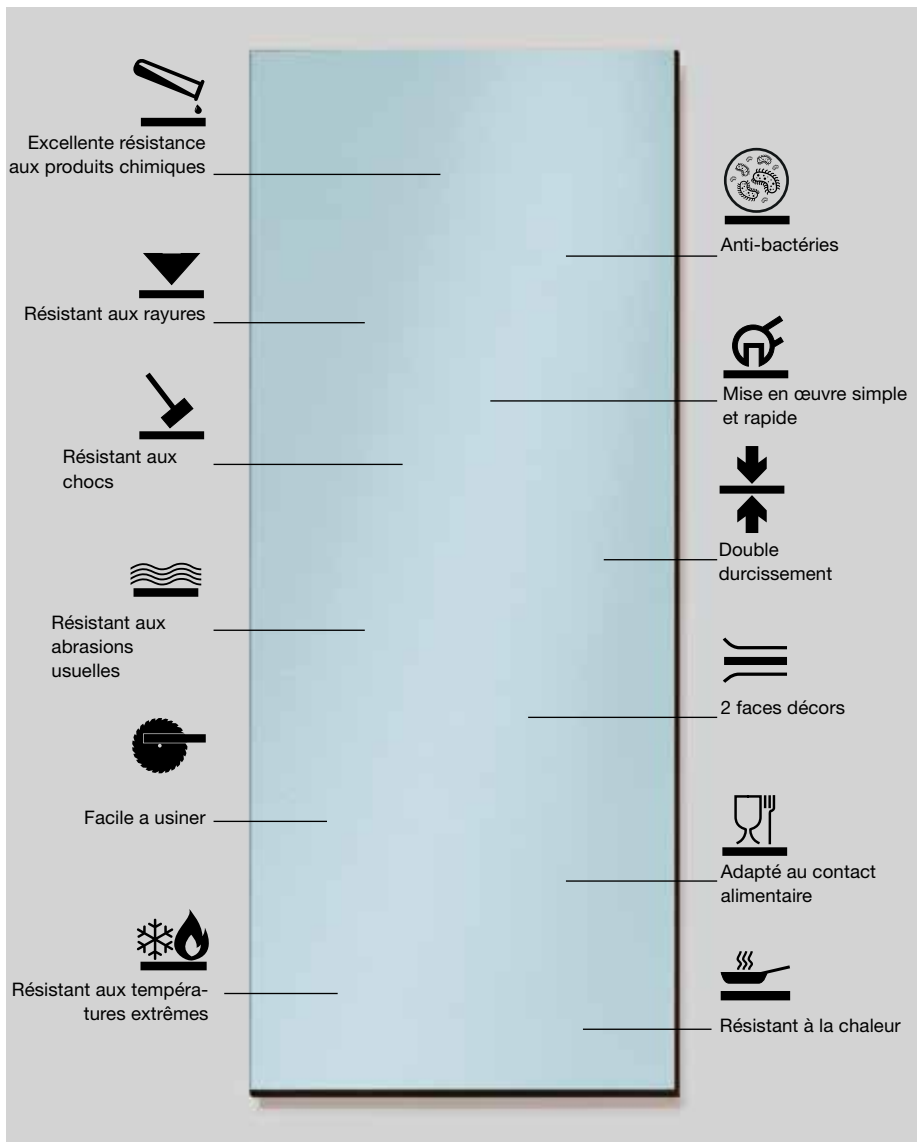 Excellente résistance
aux produits chimiques
Résistant aux rayures
Résistant aux
chocs
Résistant aux
abrasions
usuelles
Facile a usiner
Résistant aux tempéra-
tures extrêmes
Anti-bactéries
Mise en œuvre simple
et rapide
Double
durcissement
2 faces décors
Adapté au contact
alimentaire
Résistant à la chaleur